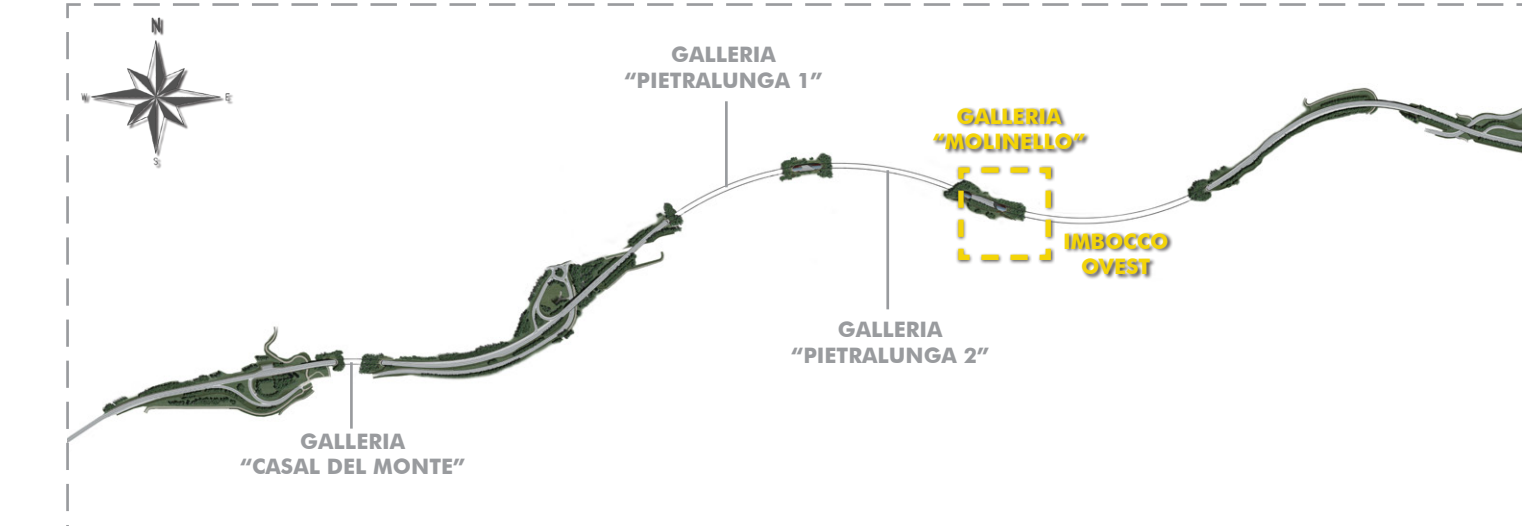 N
W
E
S
GALLERIA
“PIETRALUNGA 1”
GALLERIA
“MOLINELLO”
IMBOCCO
OVEST
GALLERIA
“PIETRALUNGA 2”
GALLERIA
“CASAL DEL MONTE”